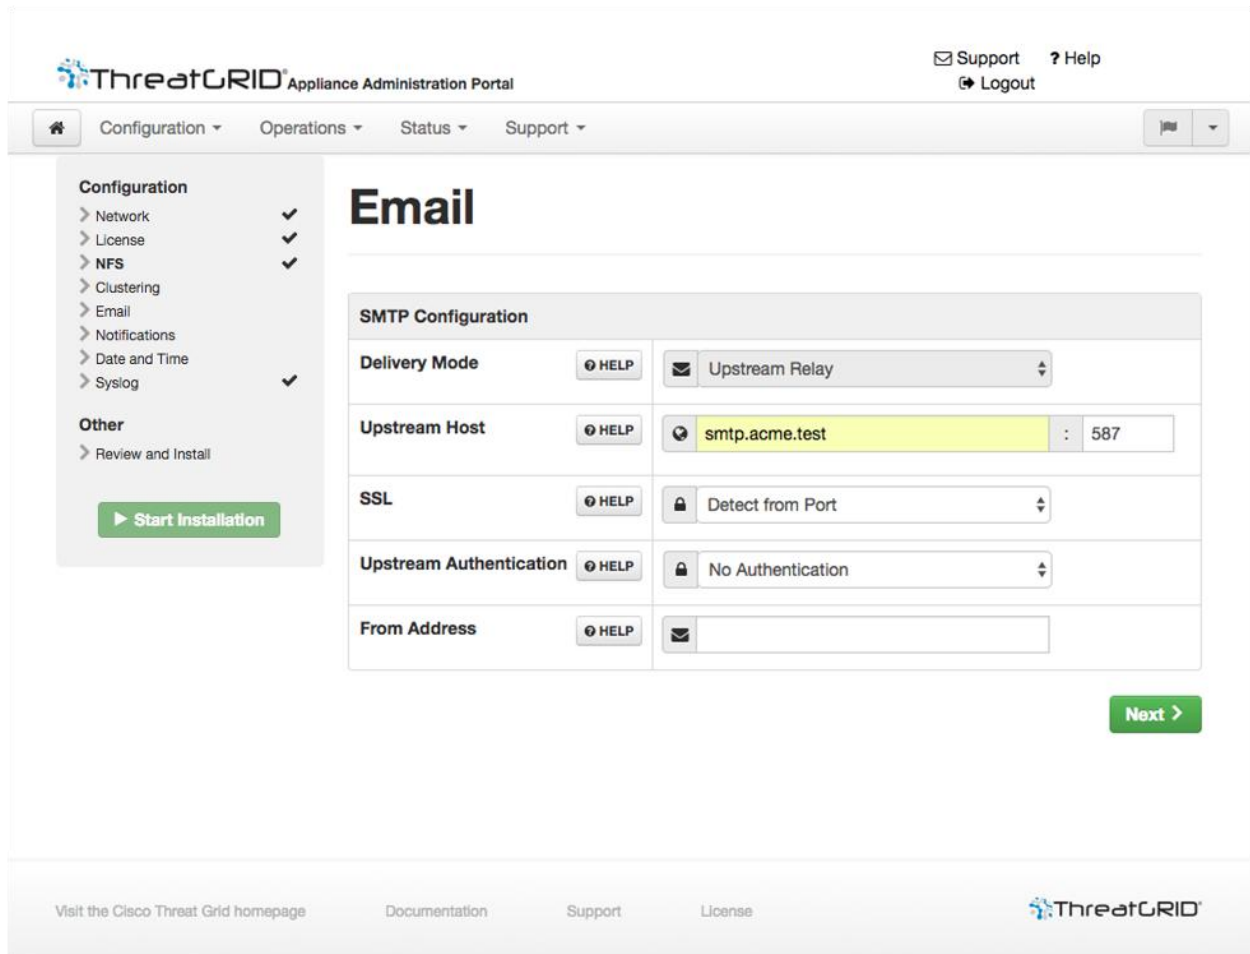 ThreatGRID Appliance Administration Portal
Support ? Help
Logout
Configuration Operations Status Support
Configuration
Network
License
NFS
Clustering
Email
Notifications
Date and Time
Syslog
Other
Review and Install
Start Installation
Email
SMTP Configuration
Delivery Mode HELP Upstream Relay
Upstream Host HELP smtp.acme.test : 587
SSL HELP Detect from Port
Upstream Authentication HELP No Authentication
From Address HELP
Next
Visit the Cisco Threat Grid homepage Documentation Support License ThreatGRID